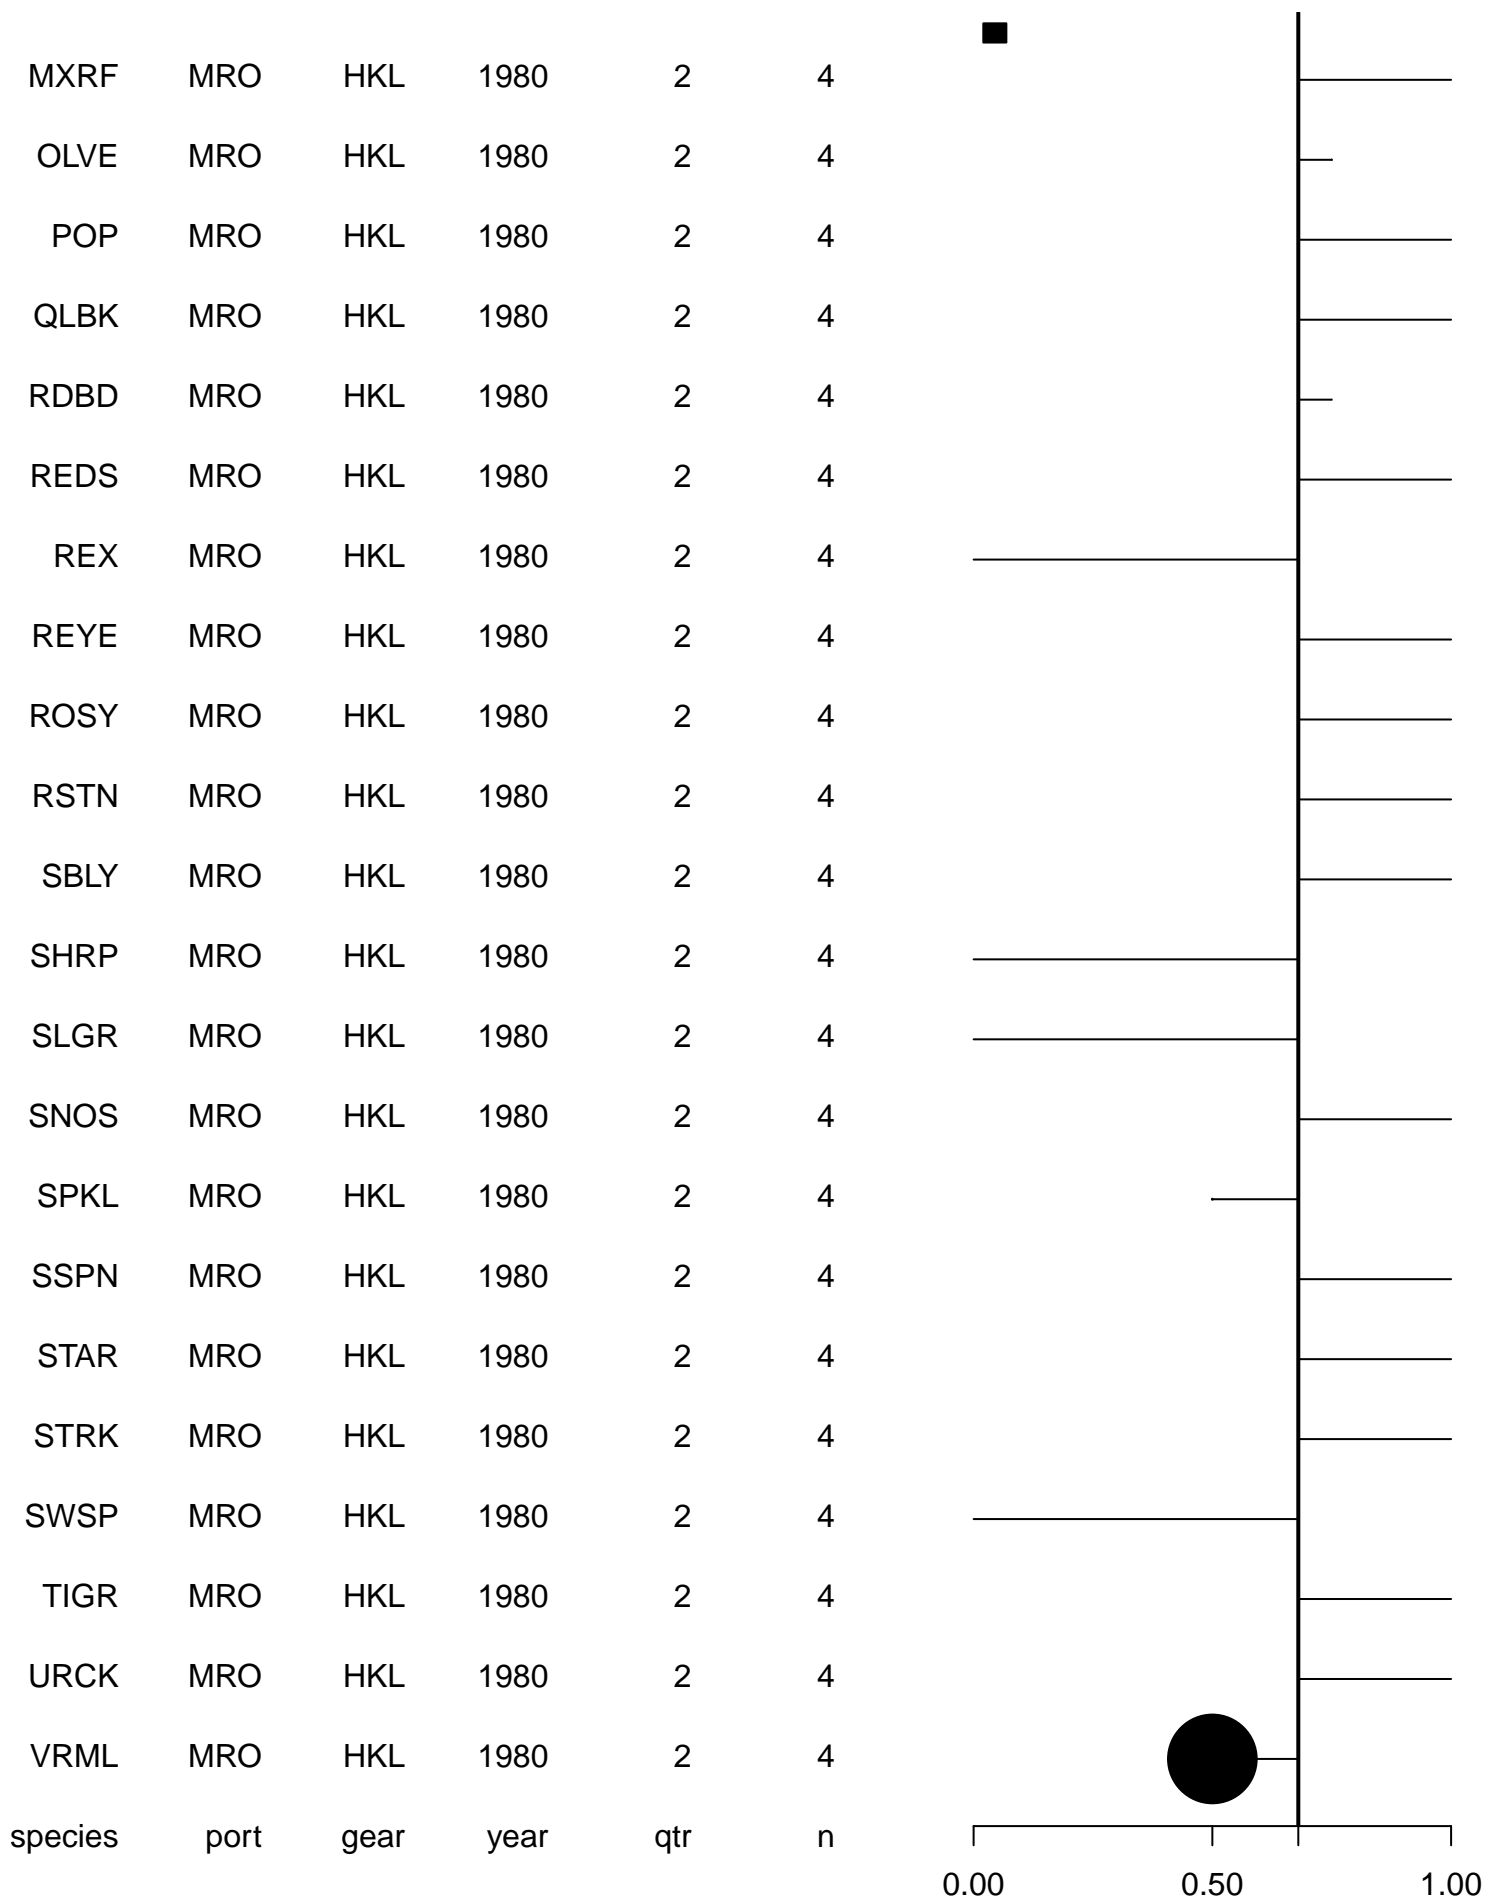 MXRF MRO HKL 1980 2 4
OLVE MRO HKL 1980 2 4
POP MRO HKL 1980 2 4
QLBK MRO HKL 1980 2 4
RDBD MRO HKL 1980 2 4
REDS MRO HKL 1980 2 4
REX MRO HKL 1980 2 4
REYE MRO HKL 1980 2 4
ROSY MRO HKL 1980 2 4
RSTN MRO HKL 1980 2 4
SBLY MRO HKL 1980 2 4
SHRP MRO HKL 1980 2 4
SLGR MRO HKL 1980 2 4
SNOS MRO HKL 1980 2 4
SPKL MRO HKL 1980 2 4
SSPN MRO HKL 1980 2 4
STAR MRO HKL 1980 2 4
STRK MRO HKL 1980 2 4
SWSP MRO HKL 1980 2 4
TIGR MRO HKL 1980 2 4
URCK MRO HKL 1980 2 4
VRML MRO HKL 1980 2 4
species port gear year qtr n
0.00 0.50 1.00